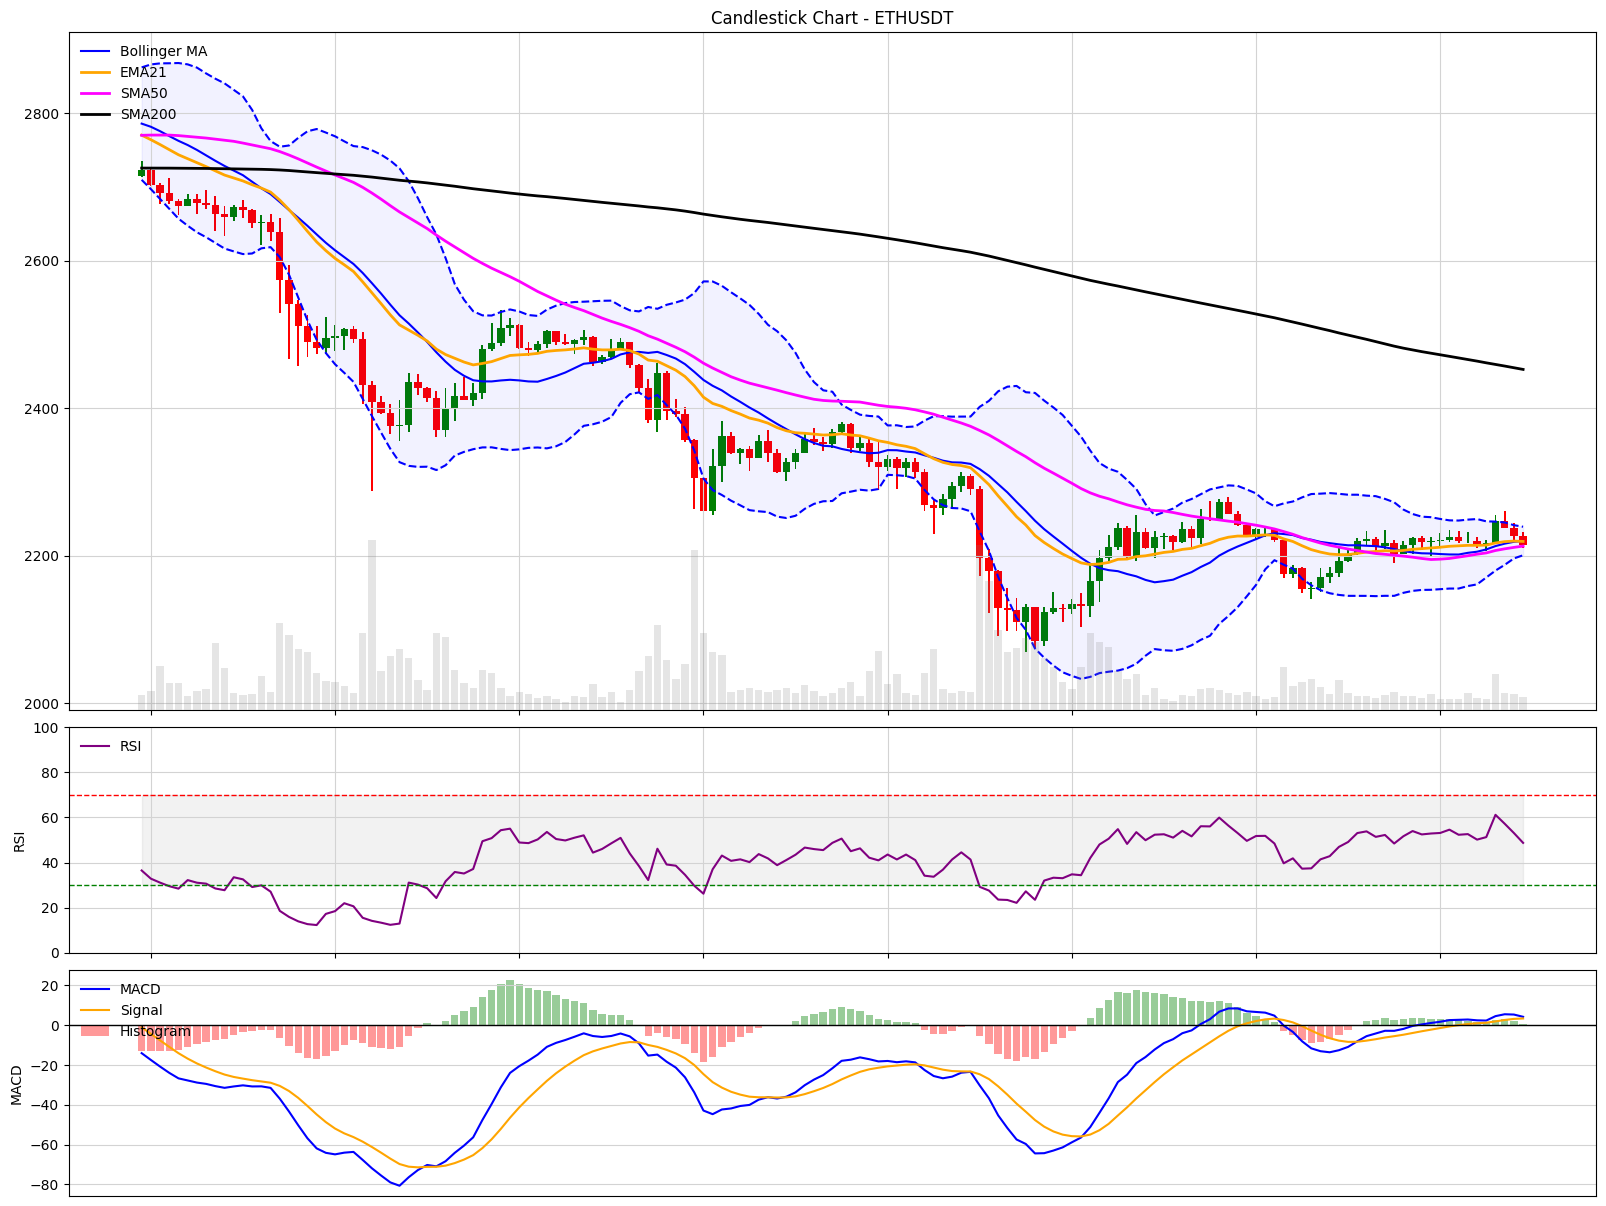 Candlestick Chart - ETHUSDT
Bollinger MA
EMA21
SMA50
SMA200
2800
2600
2400
2200
2000
100
80
60
40
20
0
RSI
RSI
20
0
−20
−40
−60
−80
MACD
MACD
Signal
Histogram